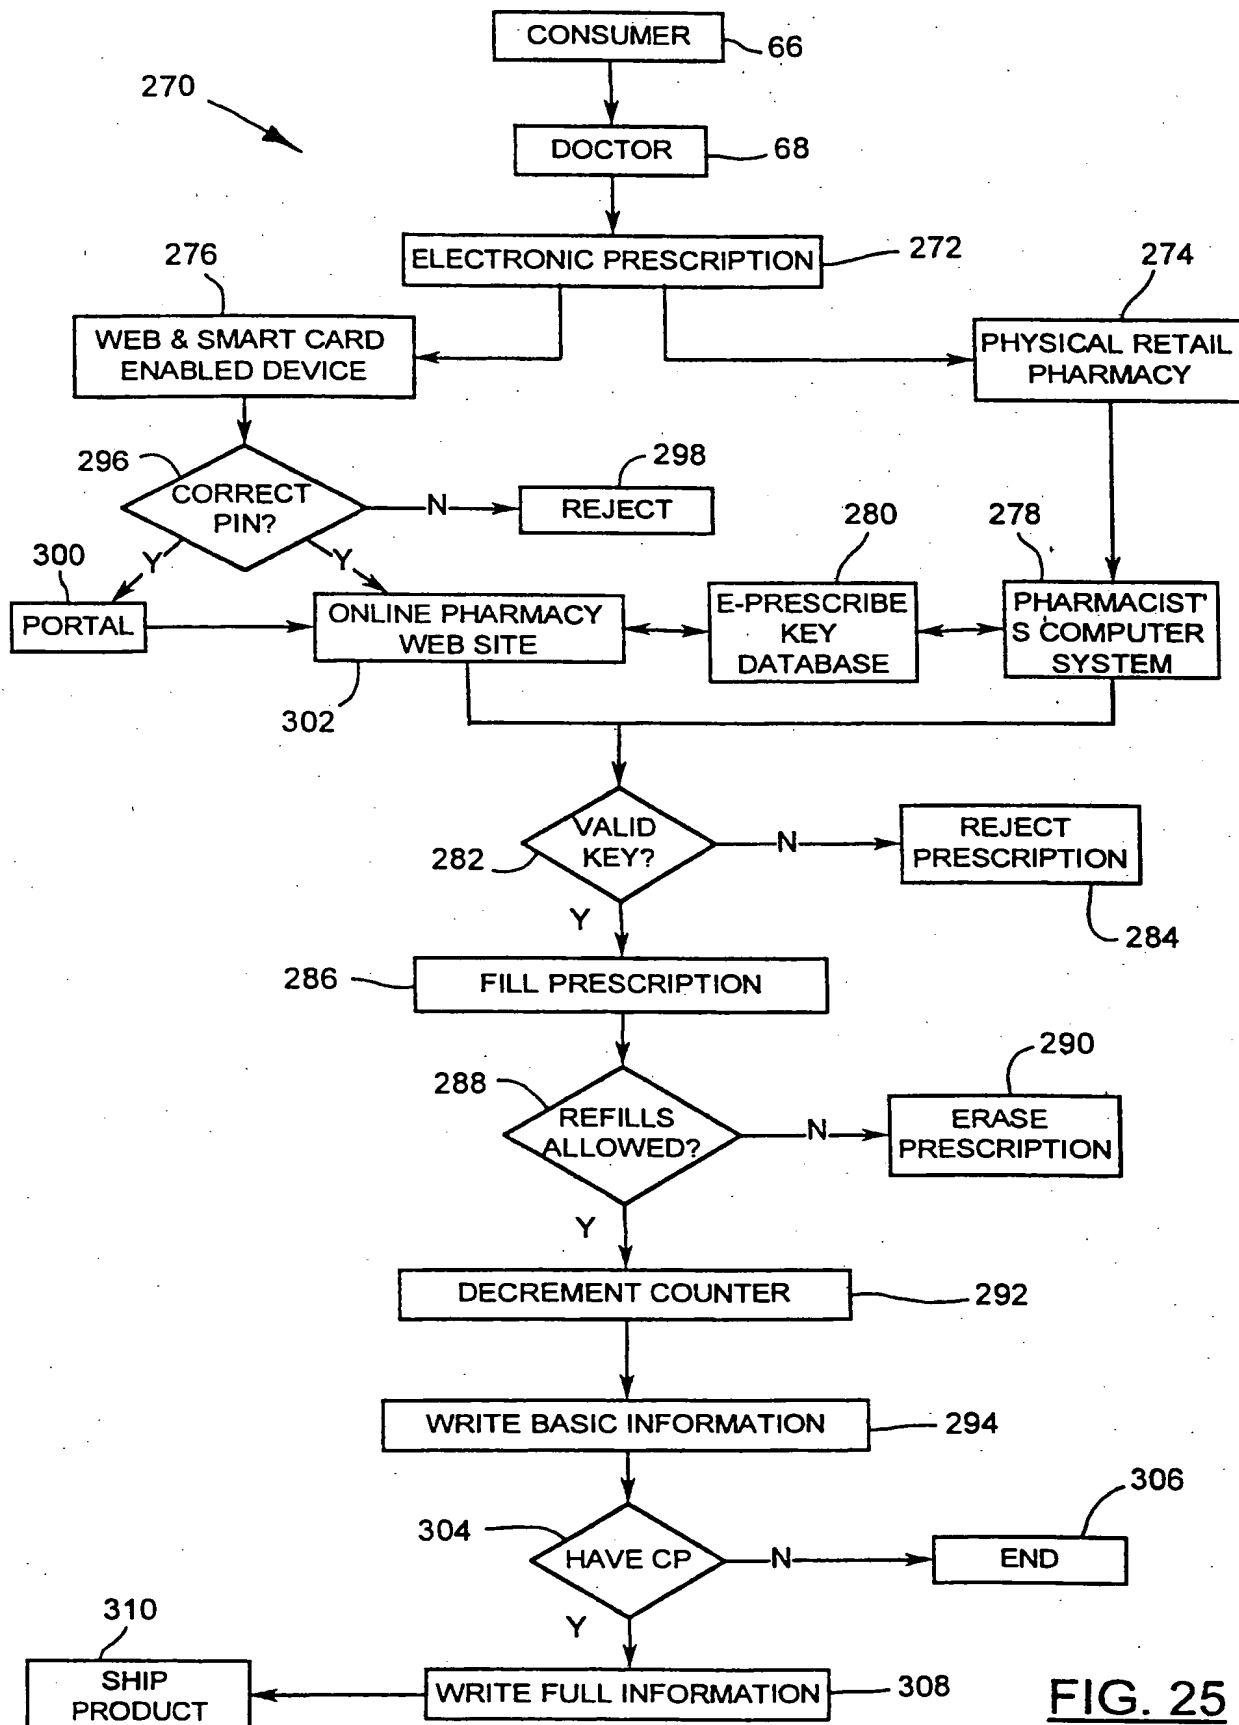 CONSUMER
66
270
DOCTOR
68
ELECTRONIC PRESCRIPTION
272
276
274
WEB & SMART CARD
ENABLED DEVICE
PHYSICAL RETAIL
PHARMACY
296
CORRECT
PIN?
N
298
REJECT
Y
Y
300
PORTAL
ONLINE PHARMACY
WEB SITE
302
280
E-PRESCRIBE
KEY
DATABASE
278
PHARMACIST'
S COMPUTER
SYSTEM
VALID
KEY?
282
N
REJECT
PRESCRIPTION
284
Y
286
FILL PRESCRIPTION
288
REFILLS
ALLOWED?
N
290
ERASE
PRESCRIPTION
Y
DECREMENT COUNTER
292
WRITE BASIC INFORMATION
294
304
HAVE CP
N
306
END
Y
310
SHIP
PRODUCT
WRITE FULL INFORMATION
308
FIG. 25